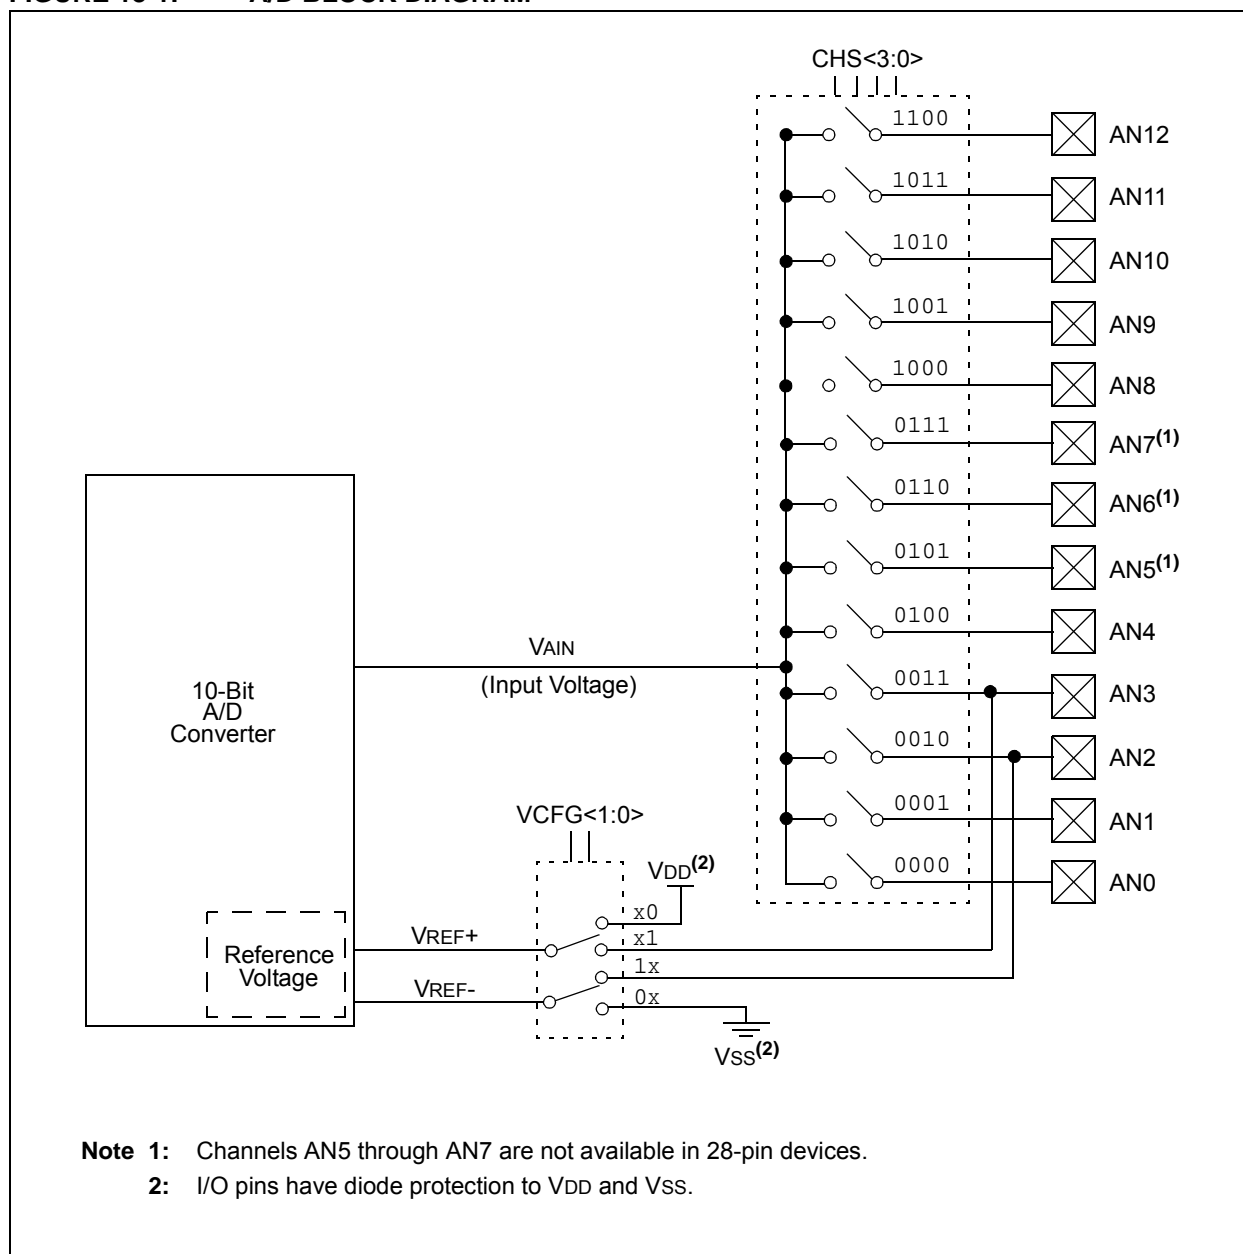 CHS<3:0>
1100 AN12
1011 AN11
1010 AN10
1001 AN9
1000 AN8
0111 AN7(1)
0110 AN6(1)
0101 AN5(1)
0100 AN4
VAIN
(Input Voltage)
0011 AN3
10-Bit
A/D
Converter
0010 AN2
0001 AN1
VCFG<1:0>
0000 AN0
VDD(2)
x0
VREF+ x1
Reference
Voltage
1x
VREF- 0x
VSS(2)
Note 1: Channels AN5 through AN7 are not available in 28-pin devices.
2: I/O pins have diode protection to VDD and VSS.